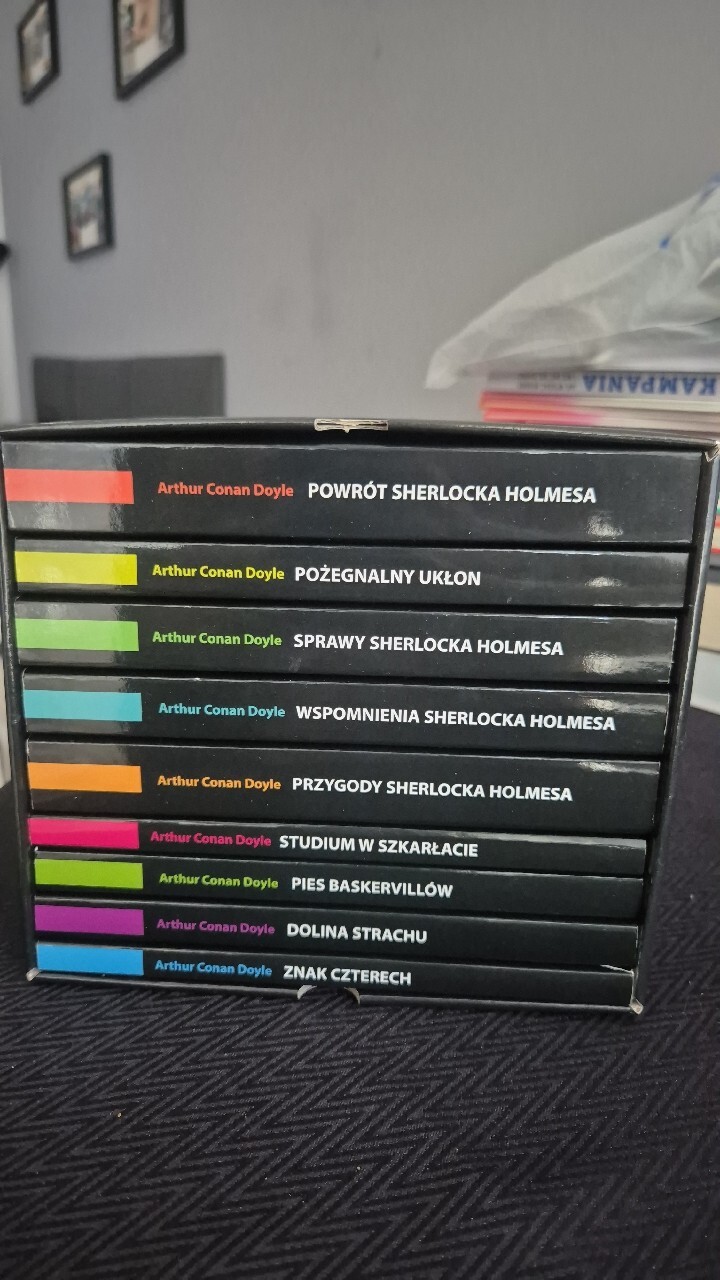 KAMPANIA
Arthur Conan Doyle POWRÓT SHERLOCKA HOLMESA
Arthur Conan Doyle POŻEGNALNY UKŁON
Arthur Conan Doyle SPRAWY SHERLOCKA HOLMESA
Arthur Conan Doyle WSPOMNIENIA SHERLOCKA HOLMESA
Arthur Conan Doyle PRZYGODY SHERLOCKA HOLMESA
Arthur Conan Doyle STUDIUM W SZKARŁACIE
Arthur Conan Doyle PIES BASKERVILLÓW
Arthur Conan Doyle DOLINA STRACHU
Arthur Conan Doyle ZNAK CZTERECH